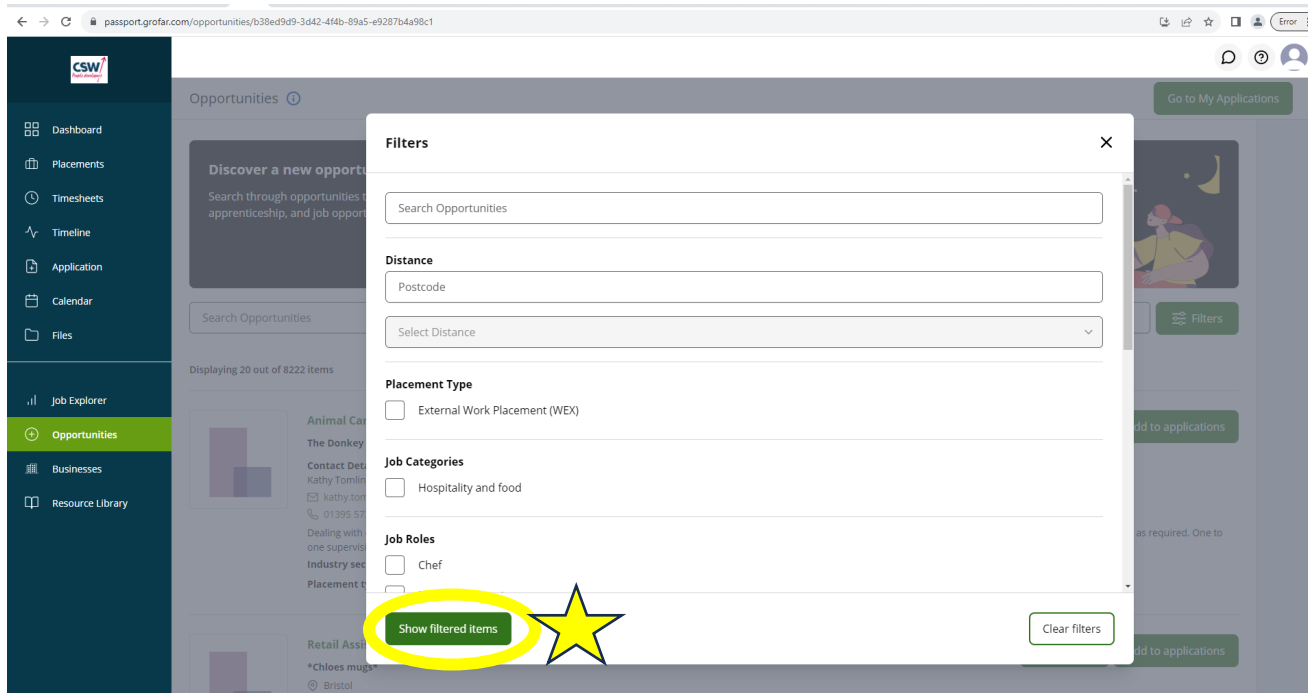 passport.grofar.com/opportunities/b38ed9d9-3d42-4f4b-89a5-e9287b4a98c1
Error
CSW
Opportunities
Go to My Applications
Dashboard
Placements
Timesheets
Timeline
Application
Calendar
Files
Job Explorer
Opportunities
Businesses
Resource Library
Discover a new opportu
Search through opportunities t
apprenticeship, and job opport
Search Opportunities
Filters
Displaying 20 out of 8222 items
Animal Car
The Donkey
Contact Deta
Kathy Tomlin
kathy.tom
01395 57
Dealing with
one supervis
as required. One to
Industry sec
Placement t
dd to applications
Retail Assi
*Chloes mugs*
Bristol
dd to applications
Filters
Search Opportunities
Distance
Postcode
Select Distance
Placement Type
External Work Placement (WEX)
Job Categories
Hospitality and food
Job Roles
Chef
Show filtered items
Clear filters